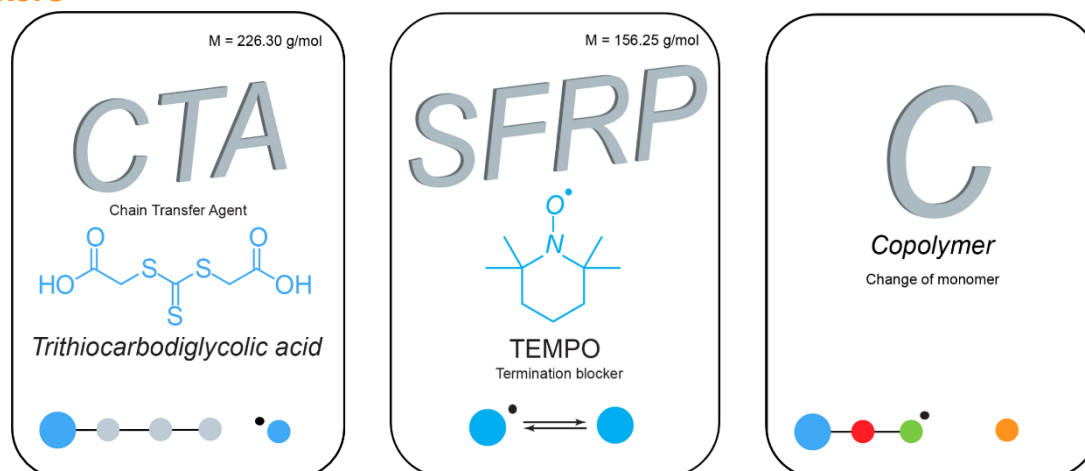 M = 226.30 g/mol
CTA
Chain Transfer Agent
O
O
HO
S
S
OH
S
Trithiocarbodiglycolic acid
M = 156.25 g/mol
SFRP
O
N
TEMPO
Termination blocker
C
Copolymer
Change of monomer